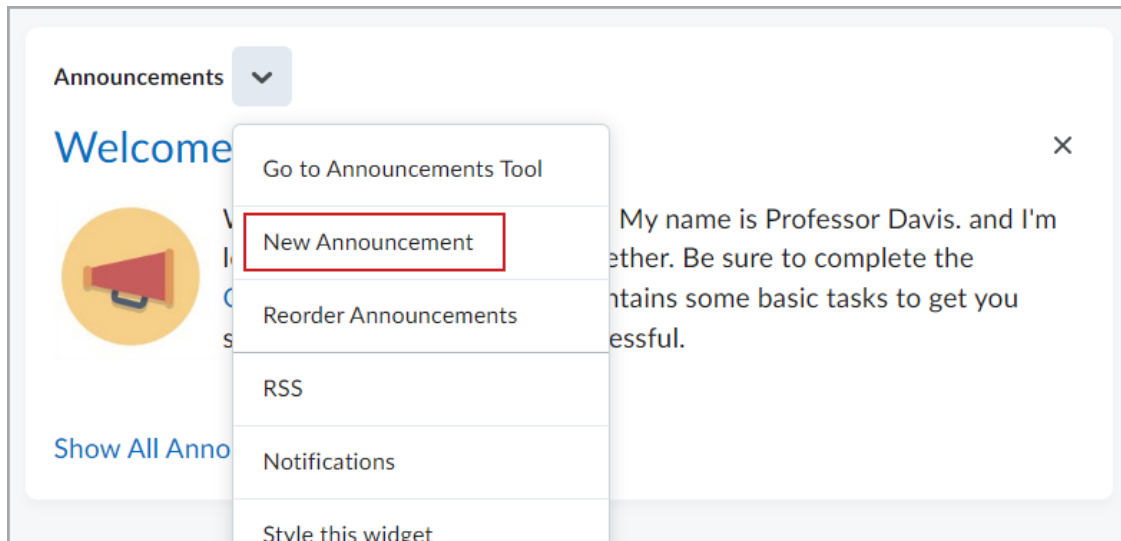 Announcements
Welcome
Go to Announcements Tool
New Announcement
My name is Professor Davis. and I'm
ether. Be sure to complete the
Reorder Announcements
ntains some basic tasks to get you
essful.
RSS
Show All Anno
Notifications
Style this widget